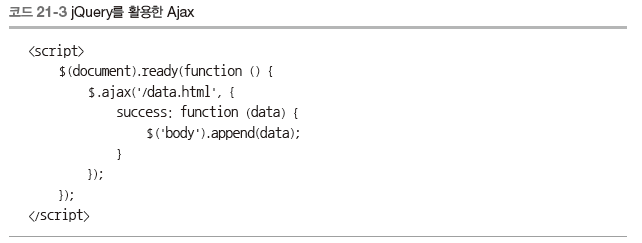 코드 21-3 jQuery를 활용한 Ajax
<script>
    $(document).ready(function () {
        $.ajax('/data.html', {
            success: function (data) {
                $('body').append(data);
            }
        });
    });
</script>